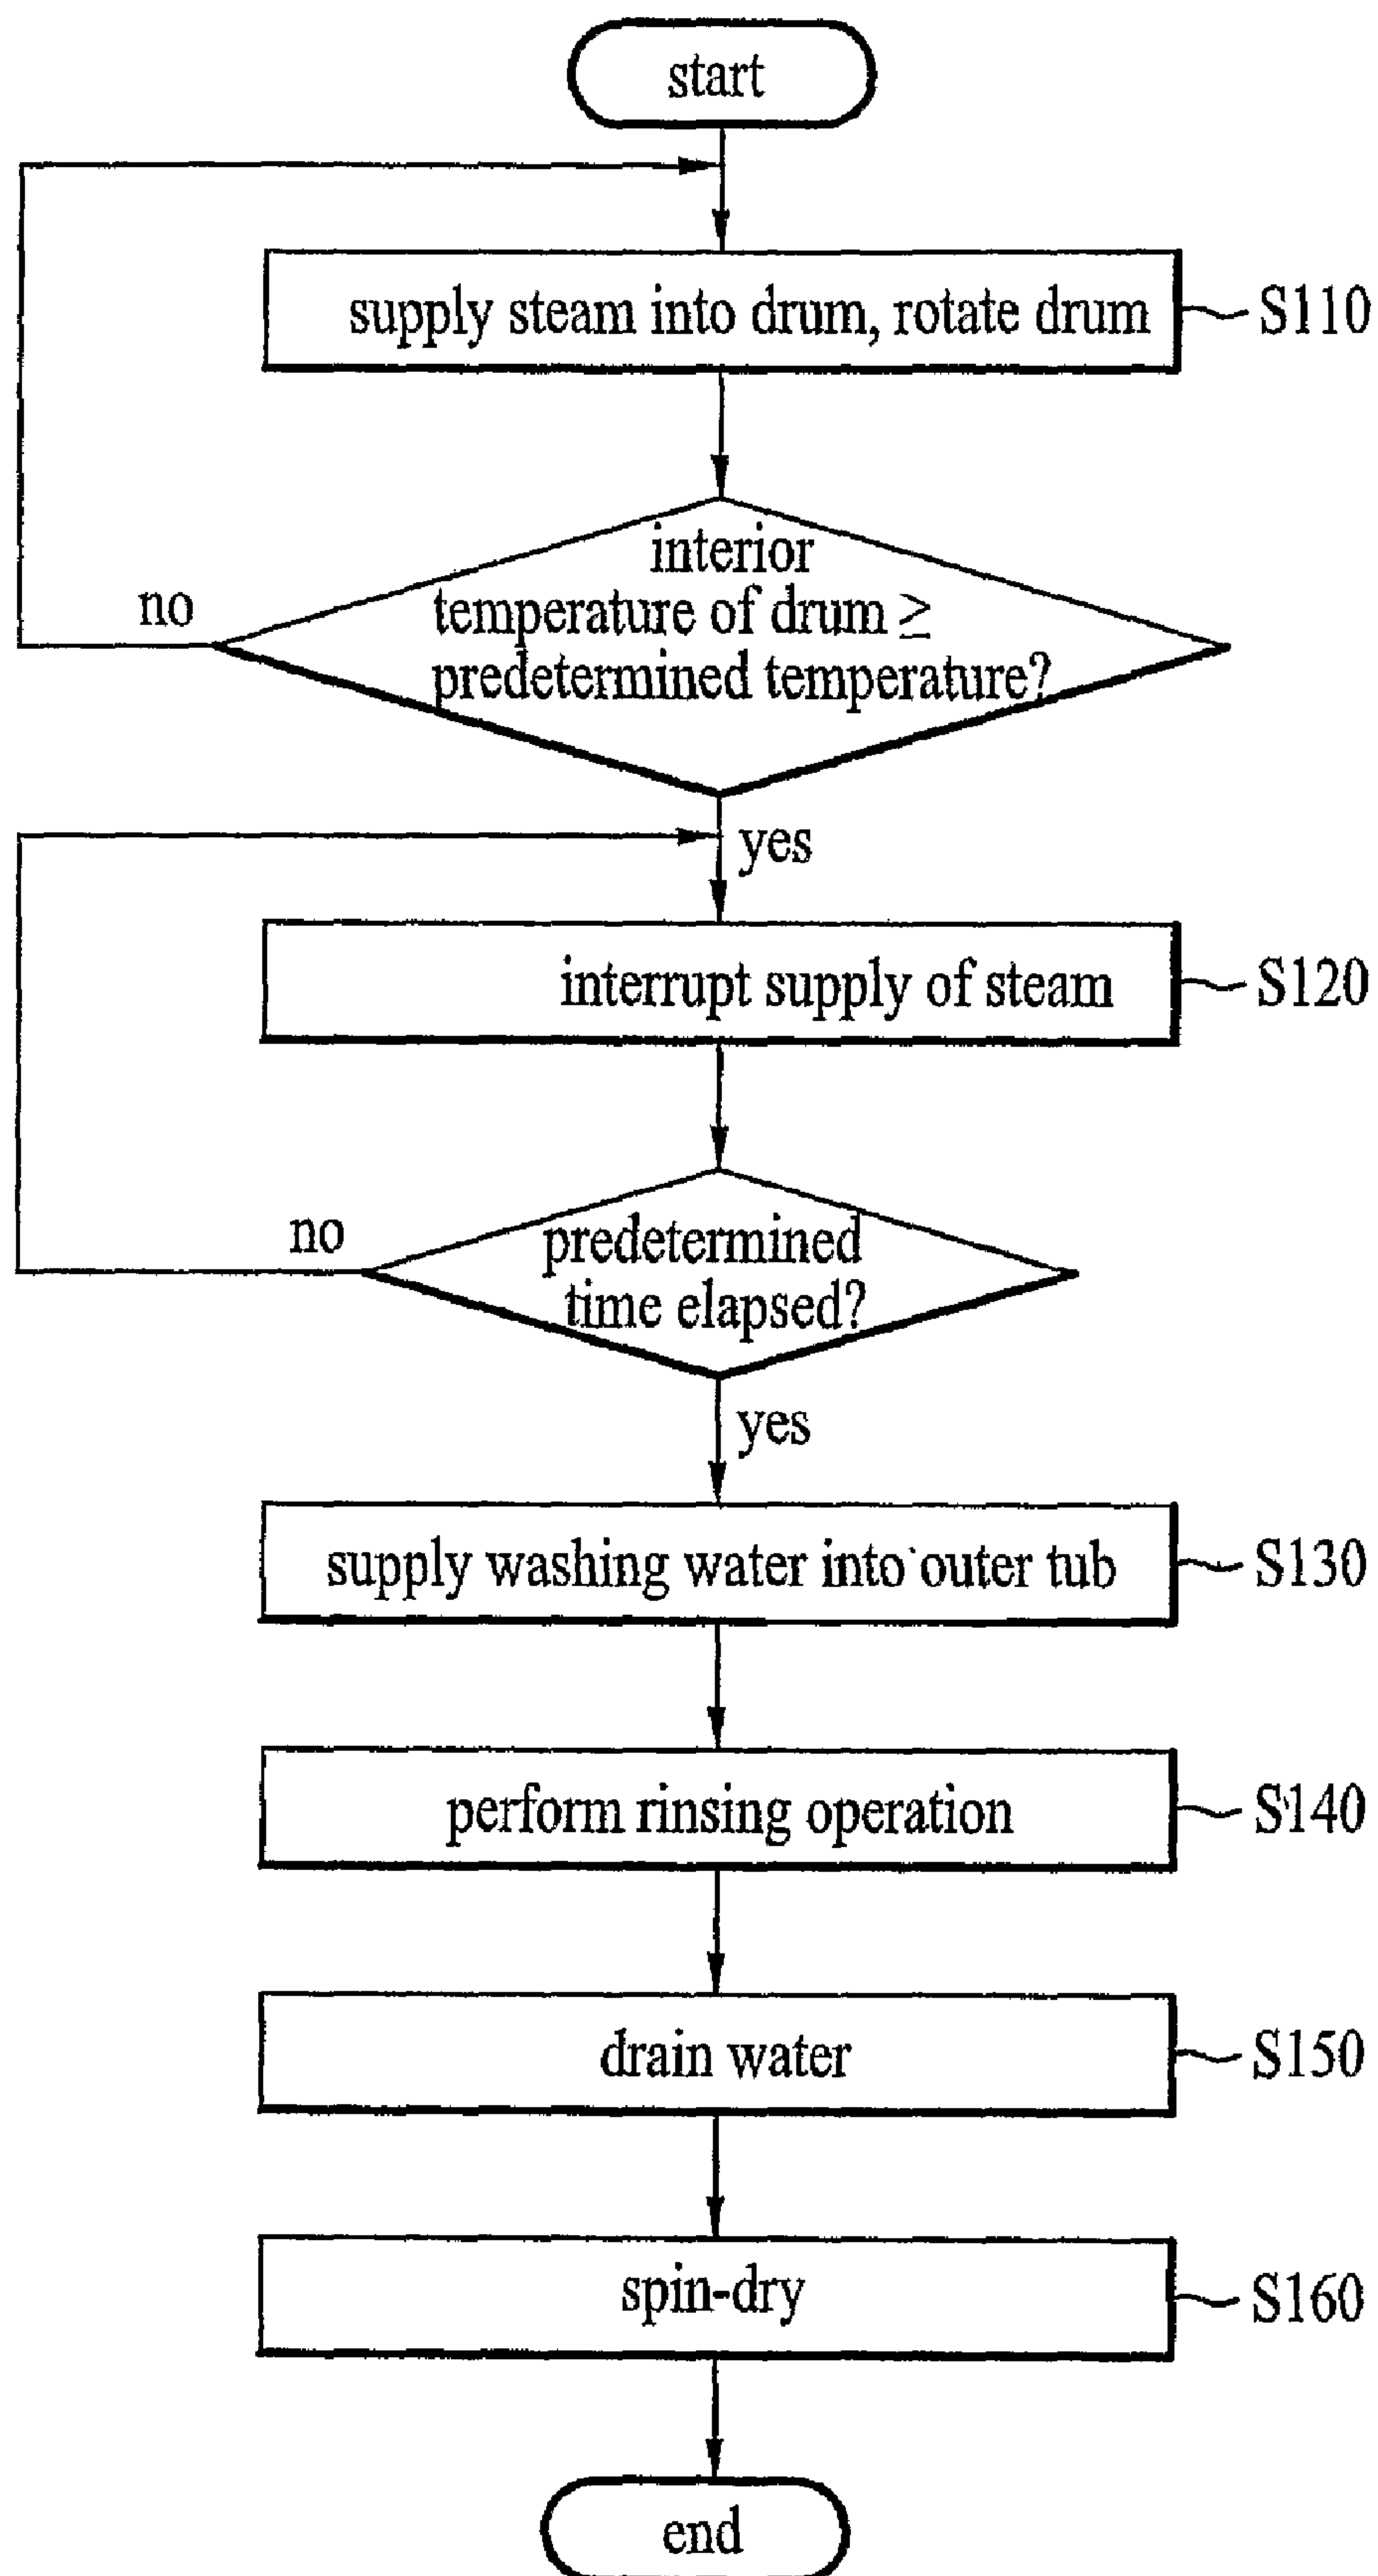 start
supply steam into drum, rotate drum
S110
interior
temperature of drum ≥
predetermined temperature?
no
yes
interrupt supply of steam
S120
predetermined
time elapsed?
no
yes
supply washing water into outer tub
S130
perform rinsing operation
S140
drain water
S150
spin-dry
S160
end